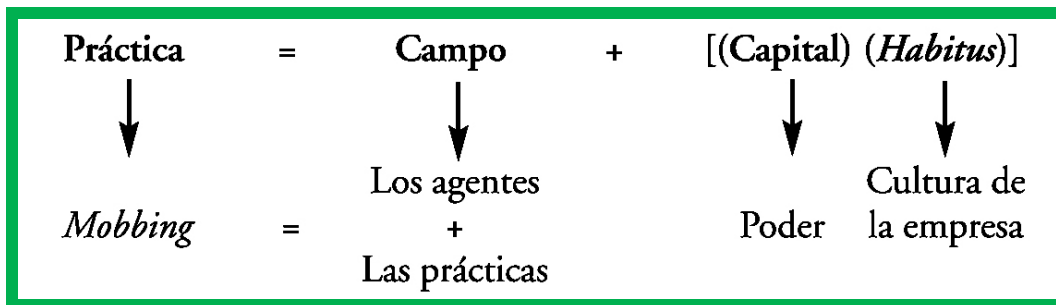 Práctica = Campo + [(Capital) (Habitus)]
Los agentes Cultura de
Mobbing = + Poder la empresa
Las prácticas